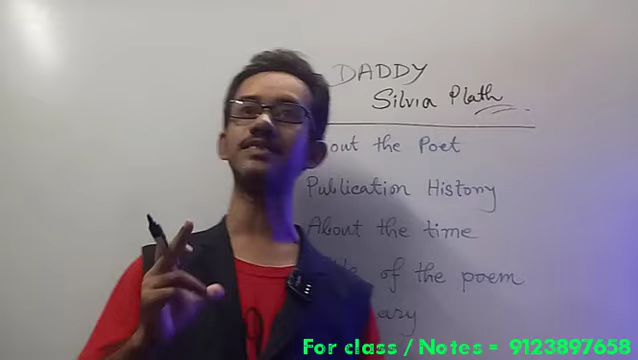 DADDY
Silvia Plath
out the Poet
Publication History
About the time
of the poem
For class / Notes = 9123897658